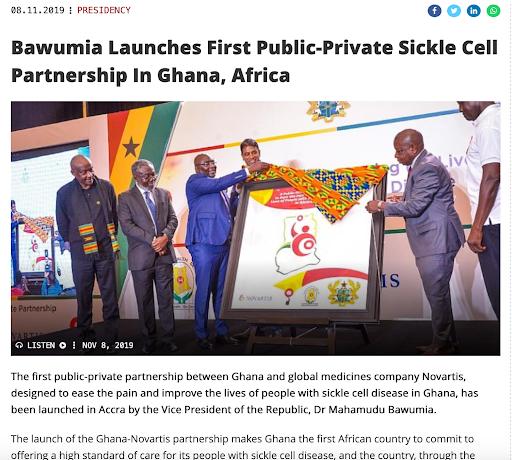 08.11.2019 ⋮ PRESIDENCY
Bawumia Launches First Public-Private Sickle Cell
Partnership In Ghana, Africa
NOVARTIS
le Partnership
LISTEN ⋮ NOV 8, 2019
The first public-private partnership between Ghana and global medicines company Novartis,
designed to ease the pain and improve the lives of people with sickle cell disease in Ghana, has
been launched in Accra by the Vice President of the Republic, Dr Mahamudu Bawumia.
The launch of the Ghana-Novartis partnership makes Ghana the first African country to commit to
offering a high standard of care for its people with sickle cell disease, and the country, through the